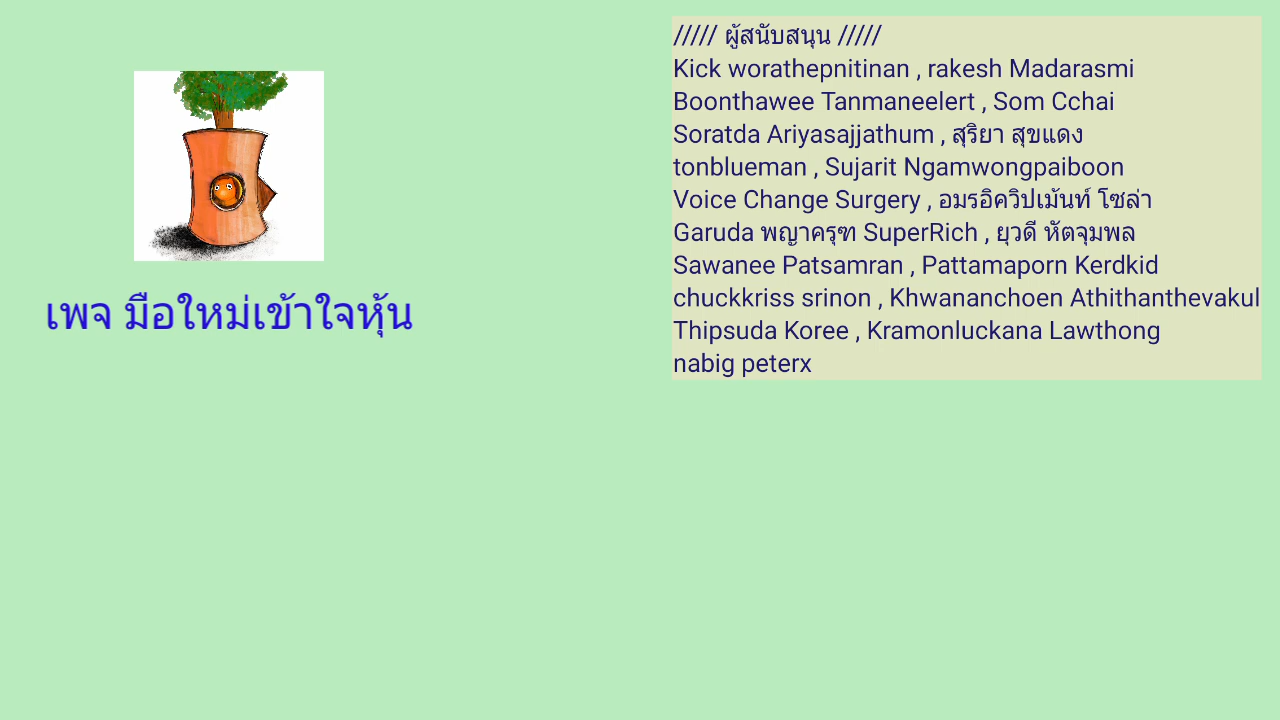 เพจ มือใหม่เข้าใจหุ้น
///// ผู้สนับสนุน /////
Kick worathepnitinan , rakesh Madarasmi
Boonthawee Tanmaneelert , Som Cchai
Soratda Ariyasajjathum , สุริยา สุขแดง
tonblueman , Sujarit Ngamwongpaiboon
Voice Change Surgery , อมรอิควิปเม้นท์ โซล่า
Garuda พญาครุฑ SuperRich , ยุวดี หัตจุมพล
Sawanee Patsamran , Pattamaporn Kerdkid
chuckkriss srinon , Khwananchoen Athithanthevakul
Thipsuda Koree , Kramonluckana Lawthong
nabig peterx